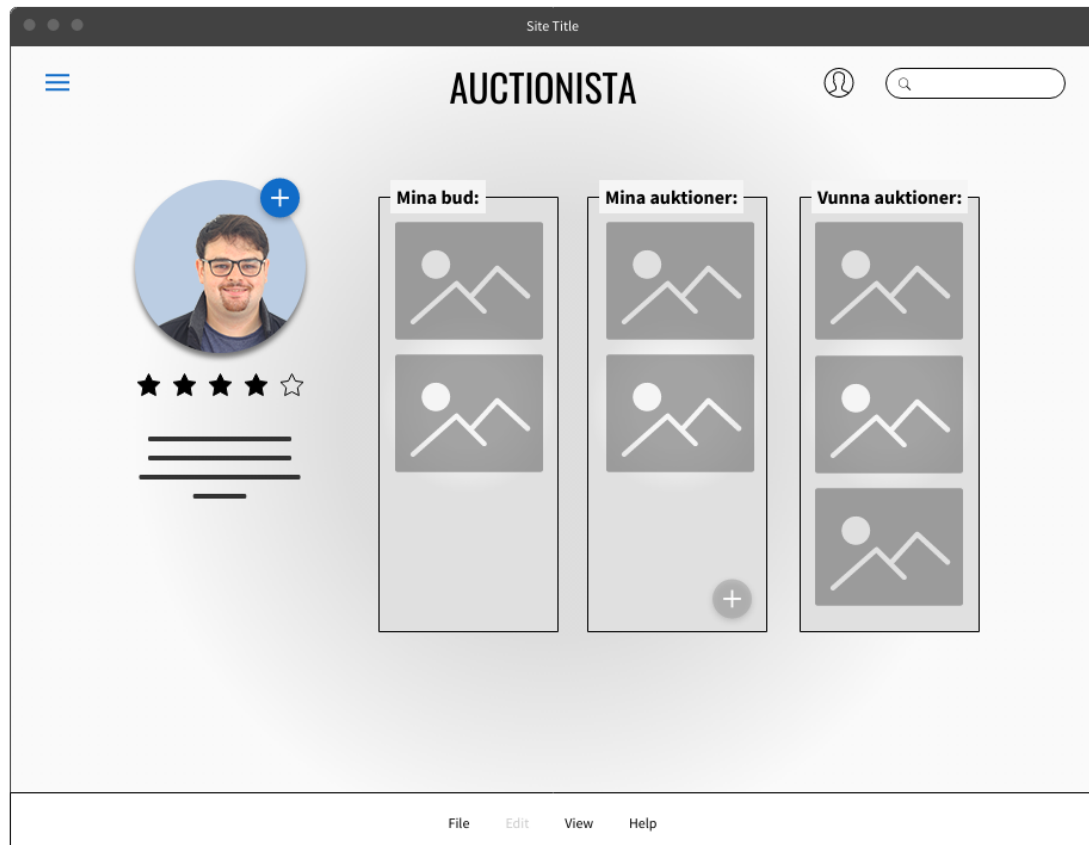 Site Title
AUCTIONISTA
Mina bud:
Mina auktioner:
Vunna auktioner:
File Edit View Help